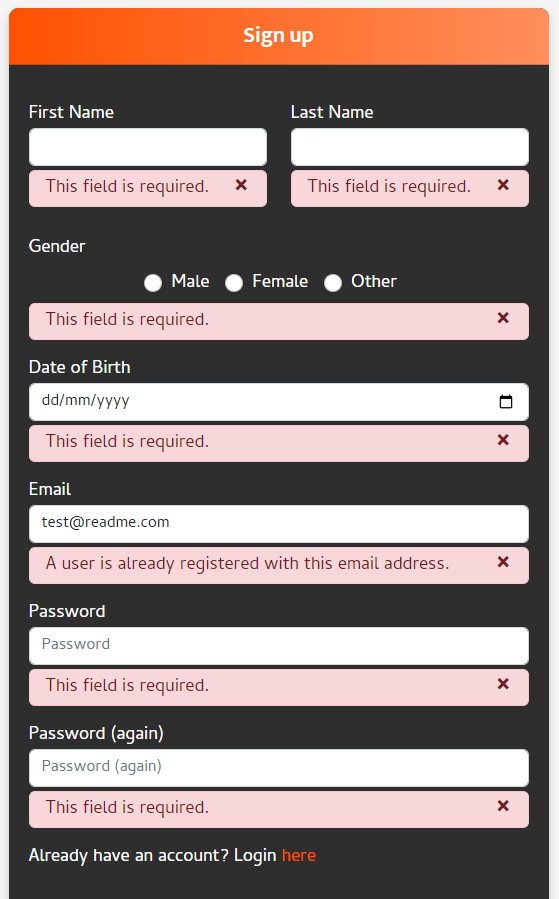 Sign up
First Name Last Name
This field is required. × This field is required. ×
Gender
Male Female Other
This field is required. ×
Date of Birth
dd/mm/yyyy
This field is required. ×
Email
test@readme.com
A user is already registered with this email address. ×
Password
Password
This field is required. ×
Password (again)
Password (again)
This field is required. ×
Already have an account? Login here